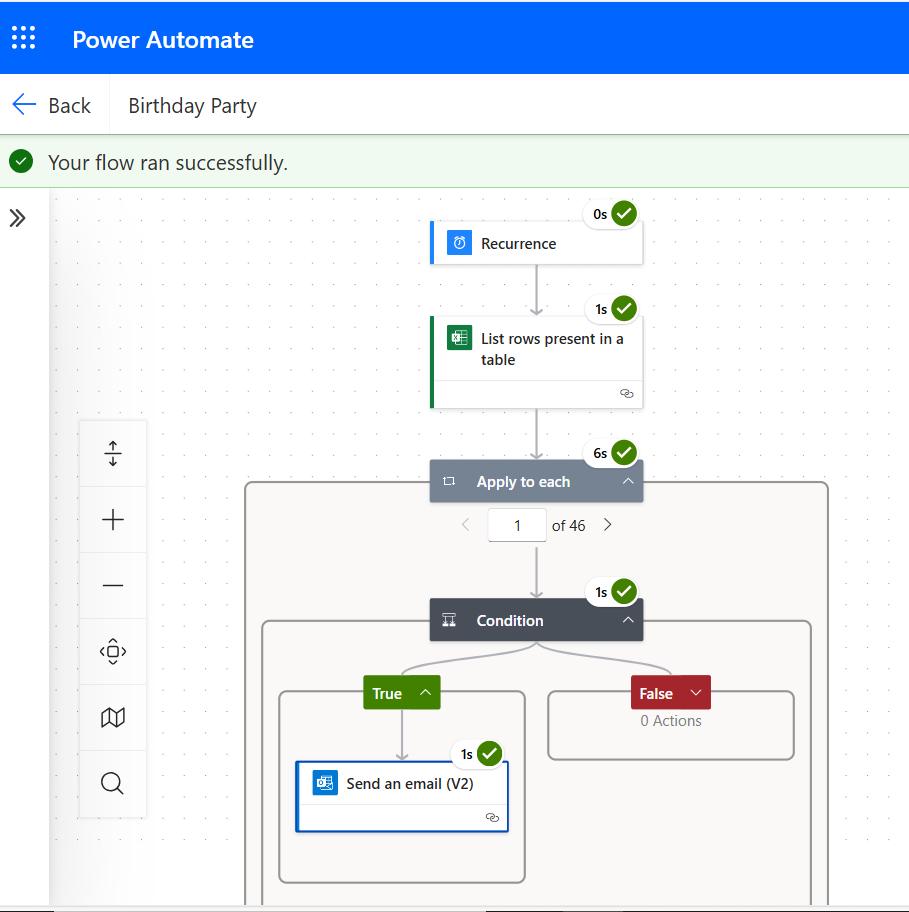 Power Automate
Back
Birthday Party
Your flow ran successfully.
0s
Recurrence
1s
List rows present in a
table
6s
Apply to each
1 of 46
1s
Condition
True
False
0 Actions
1s
Send an email (V2)